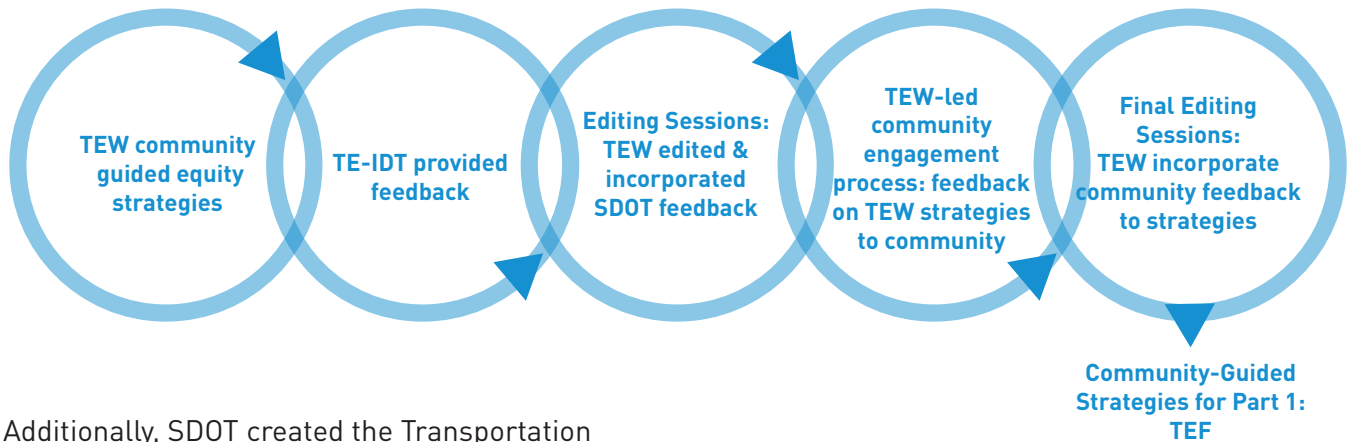 TEW community
guided equity
strategies
TE-IDT provided
feedback
Editing Sessions:
TEW edited &
incorporated
SDOT feedback
TEW-led
community
engagement
process: feedback
on TEW strategies
to community
Final Editing
Sessions:
TEW incorporate
community feedback
to strategies
Community-Guided
Strategies for Part 1:
TEF
Additionally, SDOT created the Transportation